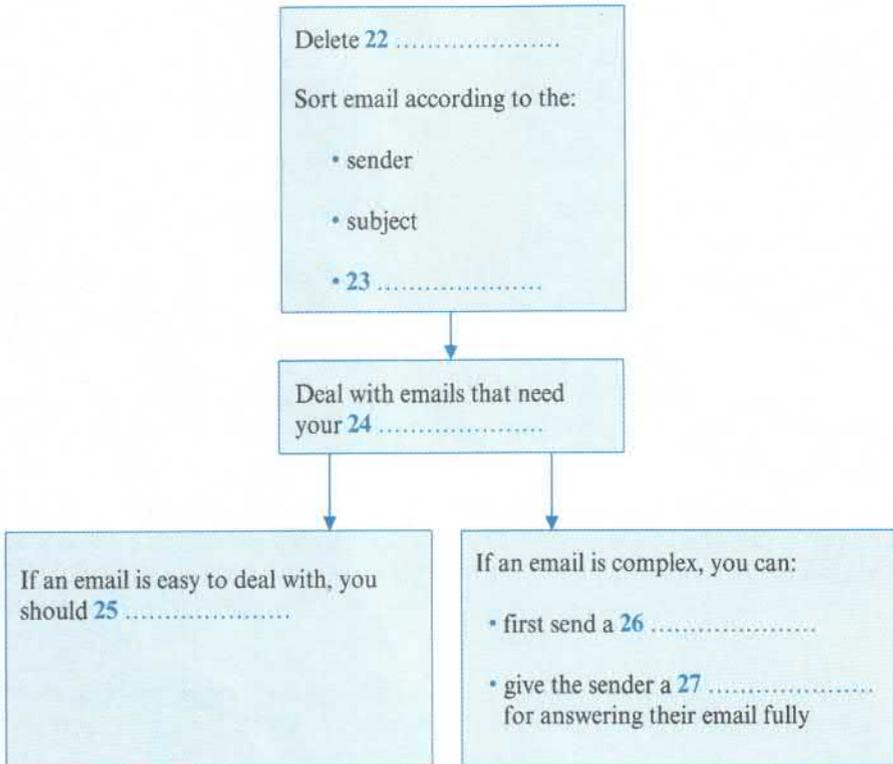 Delete 22 .....................
Sort email according to the:
• sender
• subject
• 23 .....................
Deal with emails that need
your 24 .....................
If an email is easy to deal with, you
should 25 .....................
If an email is complex, you can:
• first send a 26 .....................
• give the sender a 27 .....................
for answering their email fully